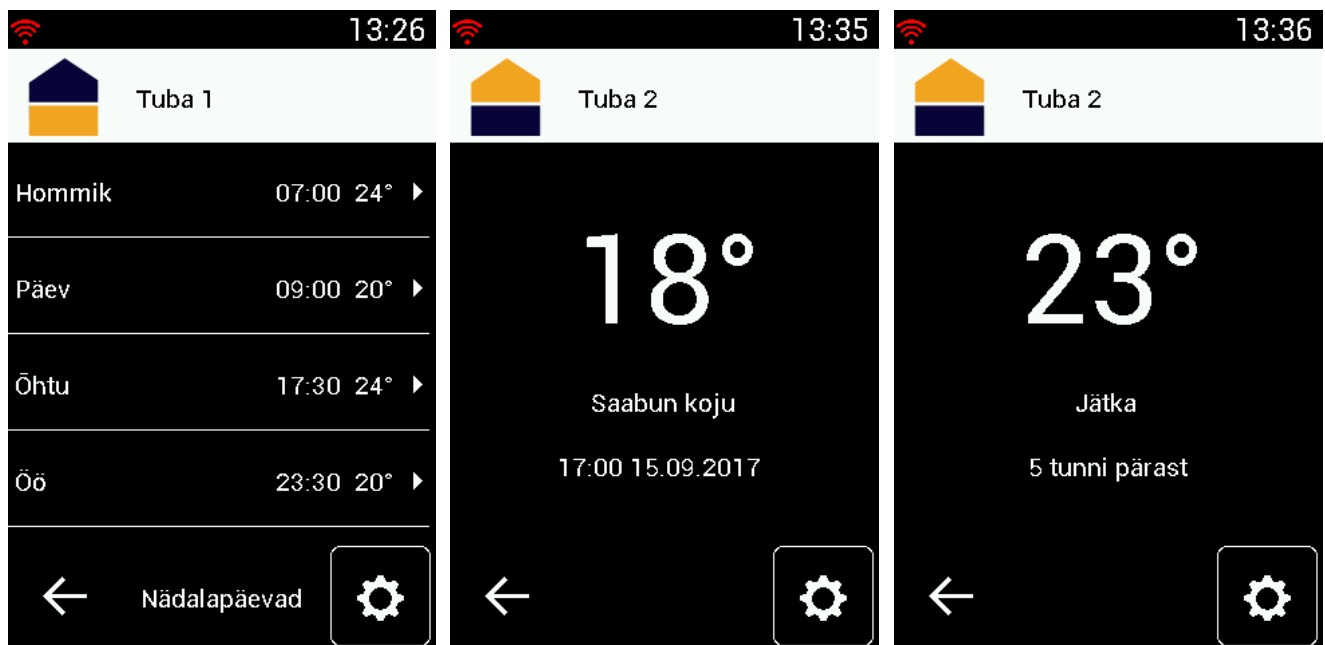 13:26
Tuba 1
Hommik 07:00 24°
Päev 09:00 20°
Õhtu 17:30 24°
Öö 23:30 20°
Nädalapäevad
13:35
Tuba 2
18°
Saabun koju
17:00 15.09.2017
13:36
Tuba 2
23°
Jätka
5 tunni pärast